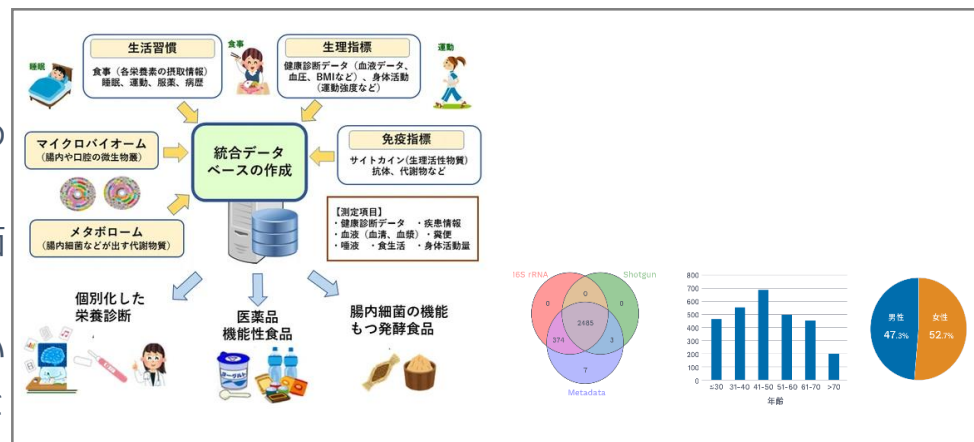 生活習慣
食事（各栄養素の摂取情報）
睡眠、運動、服薬、病歴
睡眠
食事
生理指標
健康診断データ（血液データ、
血圧、BMIなど）、身体活動
（運動強度など）
運動
マイクロバイオーム
（腸内や口腔の微生物叢）
統合データ
ベースの作成
免疫指標
サイトカイン(生理活性物質)
抗体、代謝物など
メタボローム
（腸内細菌などが出す代謝物質）
【測定項目】
・健康診断データ　・疾患情報
・血液（血清、血漿）・糞便
・唾液　・食生活　・身体活動量
個別化した
栄養診断
医薬品
機能性食品
ヨーグルト
腸内細菌の機能
もつ発酵食品
16S rRNA
Shotgun
0
0
0
2485
374
3
7
Metadata
800
700
600
500
400
300
200
100
0
≤30 31-40 41-50 51-60 61-70 >70
年齢
男性
47.3%
女性
52.7%